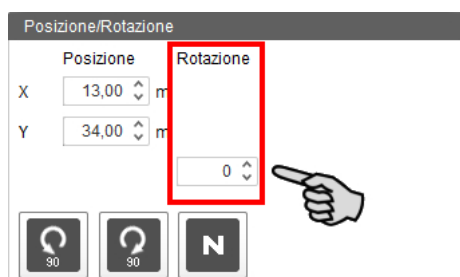 Posizione/Rotazione
Posizione Rotazione
X 13,00 m
Y 34,00 m
0
90 90 N